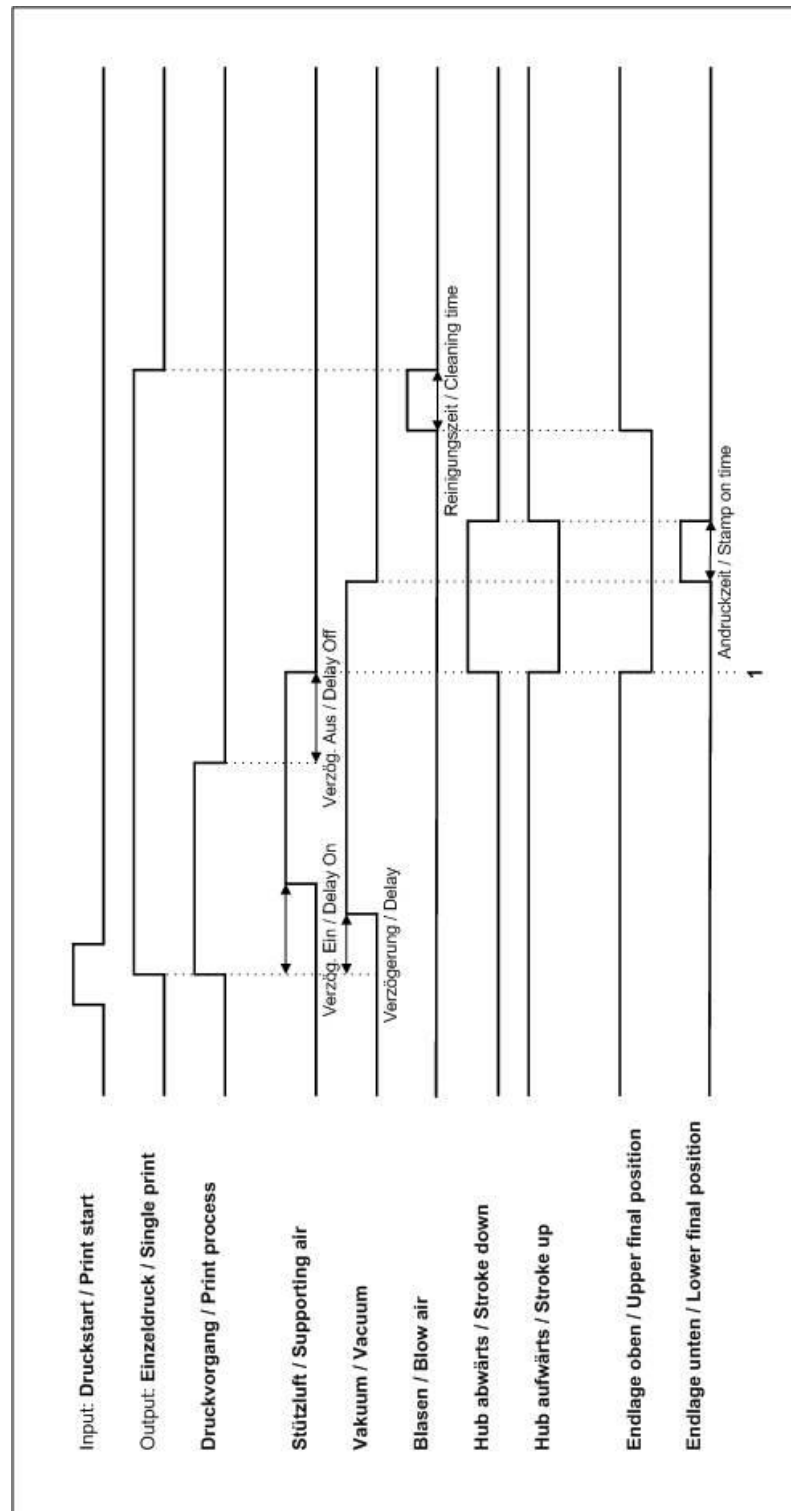 Input: Druckstart / Print start
Output: Einzeldruck / Single print
Druckvorgang / Print process
Stützluft / Supporting air
Verzög. Ein / Delay On
Verzög. Aus / Delay Off
Vakuum / Vacuum
Verzögerung / Delay
Blasen / Blow air
Reinigungszeit / Cleaning time
Hub abwärts / Stroke down
Hub aufwärts / Stroke up
Endlage oben / Upper final position
Endlage unten / Lower final position
Andruckzeit / Stamp on time
1